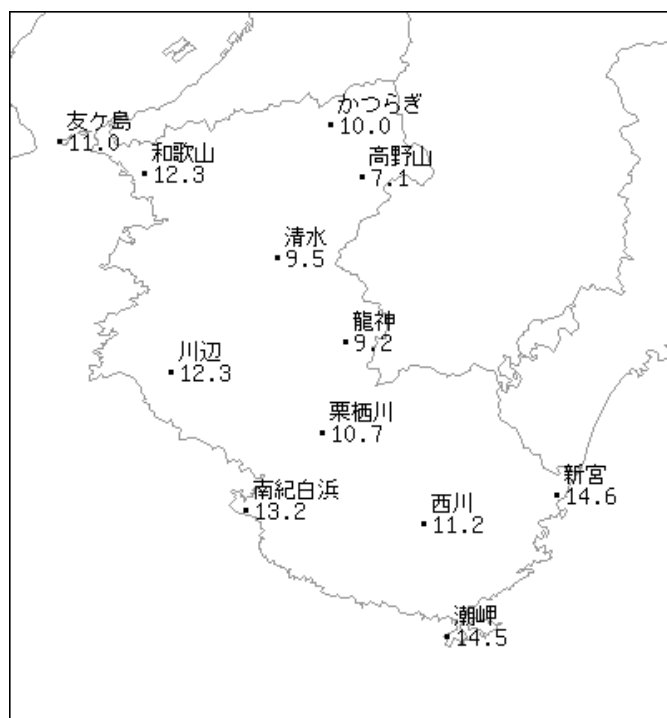 かつらぎ
10.0
友ケ島
11.0
和歌山
12.3
高野山
7.1
清水
9.5
龍神
9.2
川辺
12.3
栗栖川
10.7
新宮
14.6
南紀白浜
13.2
西川
11.2
潮岬
14.5